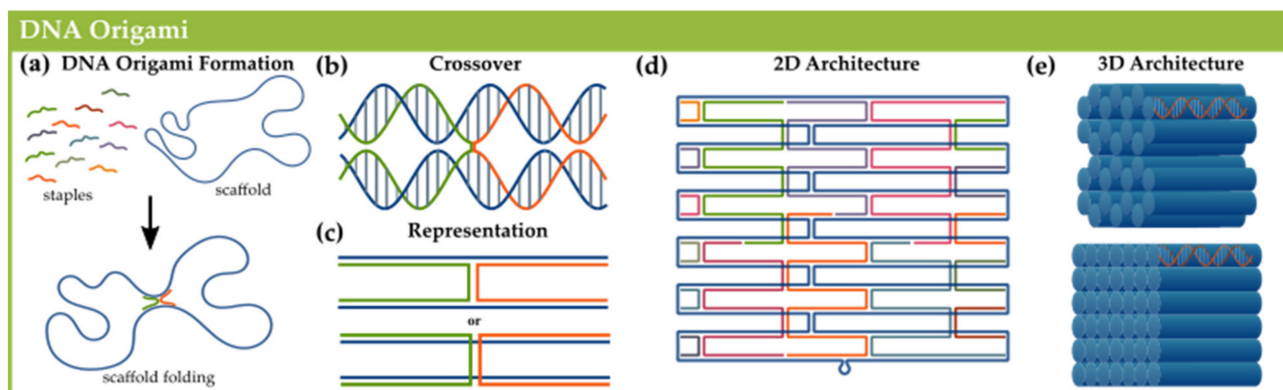 DNA Origami
(a) DNA Origami Formation
staples
scaffold
scaffold folding
(b) Crossover
(c) Representation
or
(d) 2D Architecture
(e) 3D Architecture